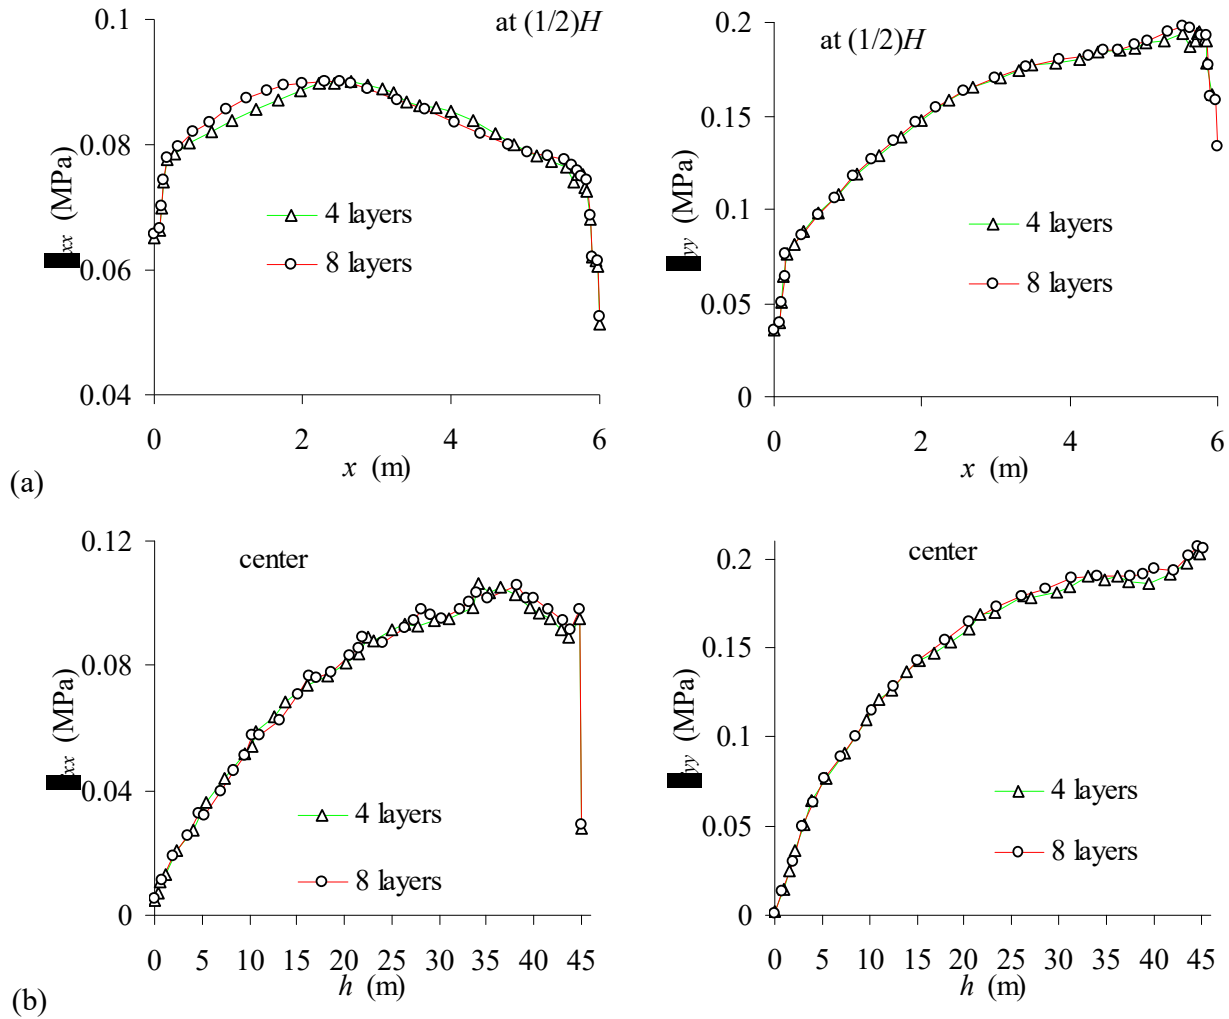 at (1/2)H
0.1
0.08
0.06
0.04
xx (MPa)
4 layers
8 layers
0 2 4 6
x (m)
at (1/2)H
0.2
0.15
0.1
0.05
0
yy (MPa)
4 layers
8 layers
0 2 4 6
x (m)
(a)
center
0.12
0.08
0.04
0
xx (MPa)
4 layers
8 layers
0 5 10 15 20 25 30 35 40 45
h (m)
center
0.2
0.15
0.1
0.05
0
yy (MPa)
4 layers
8 layers
0 5 10 15 20 25 30 35 40 45
h (m)
(b)